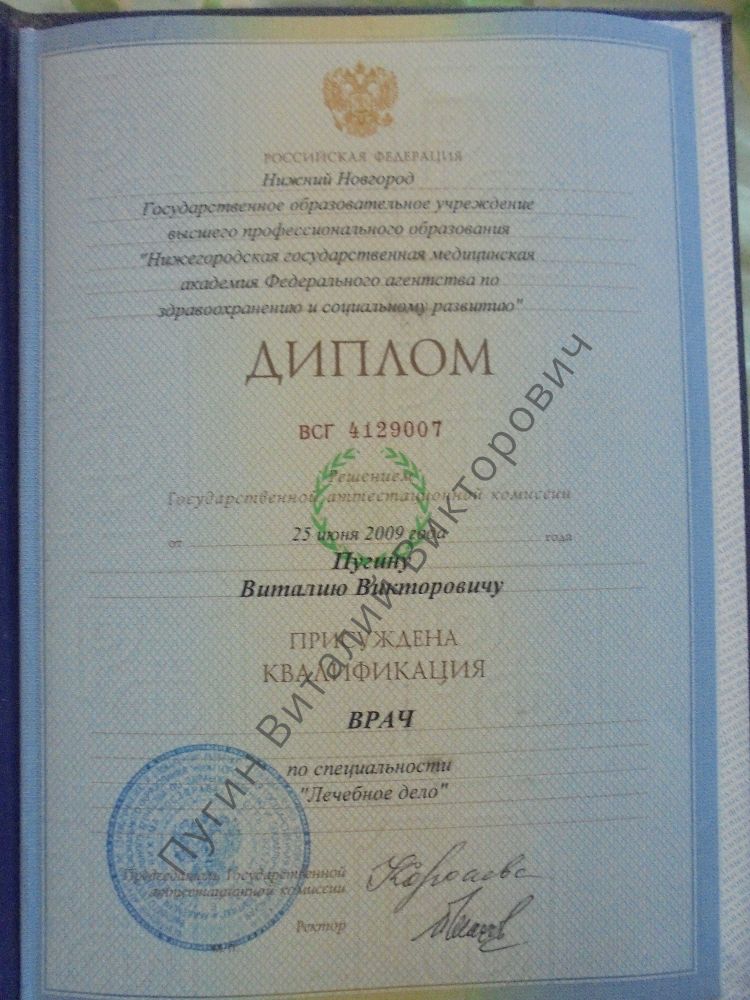 РОССИЙСКАЯ ФЕДЕРАЦИЯ
Нижний Новгород
Государственное образовательное учреждение
высшего профессионального образования
"Нижегородская государственная медицинская
академия Федерального агентства по
здравоохранению и социальному развитию"
ДИПЛОМ
ВСГ 4129007
Решением
Государственной аттестационной комиссии
от 25 июня 2009 года года
Пугину
Виталию Викторовичу
ПРИСУЖДЕНА
КВАЛИФИКАЦИЯ
ВРАЧ
по специальности
"Лечебное дело"
Председатель Государственной
аттестационной комиссии
Ректор
Пугин Виталий Викторович